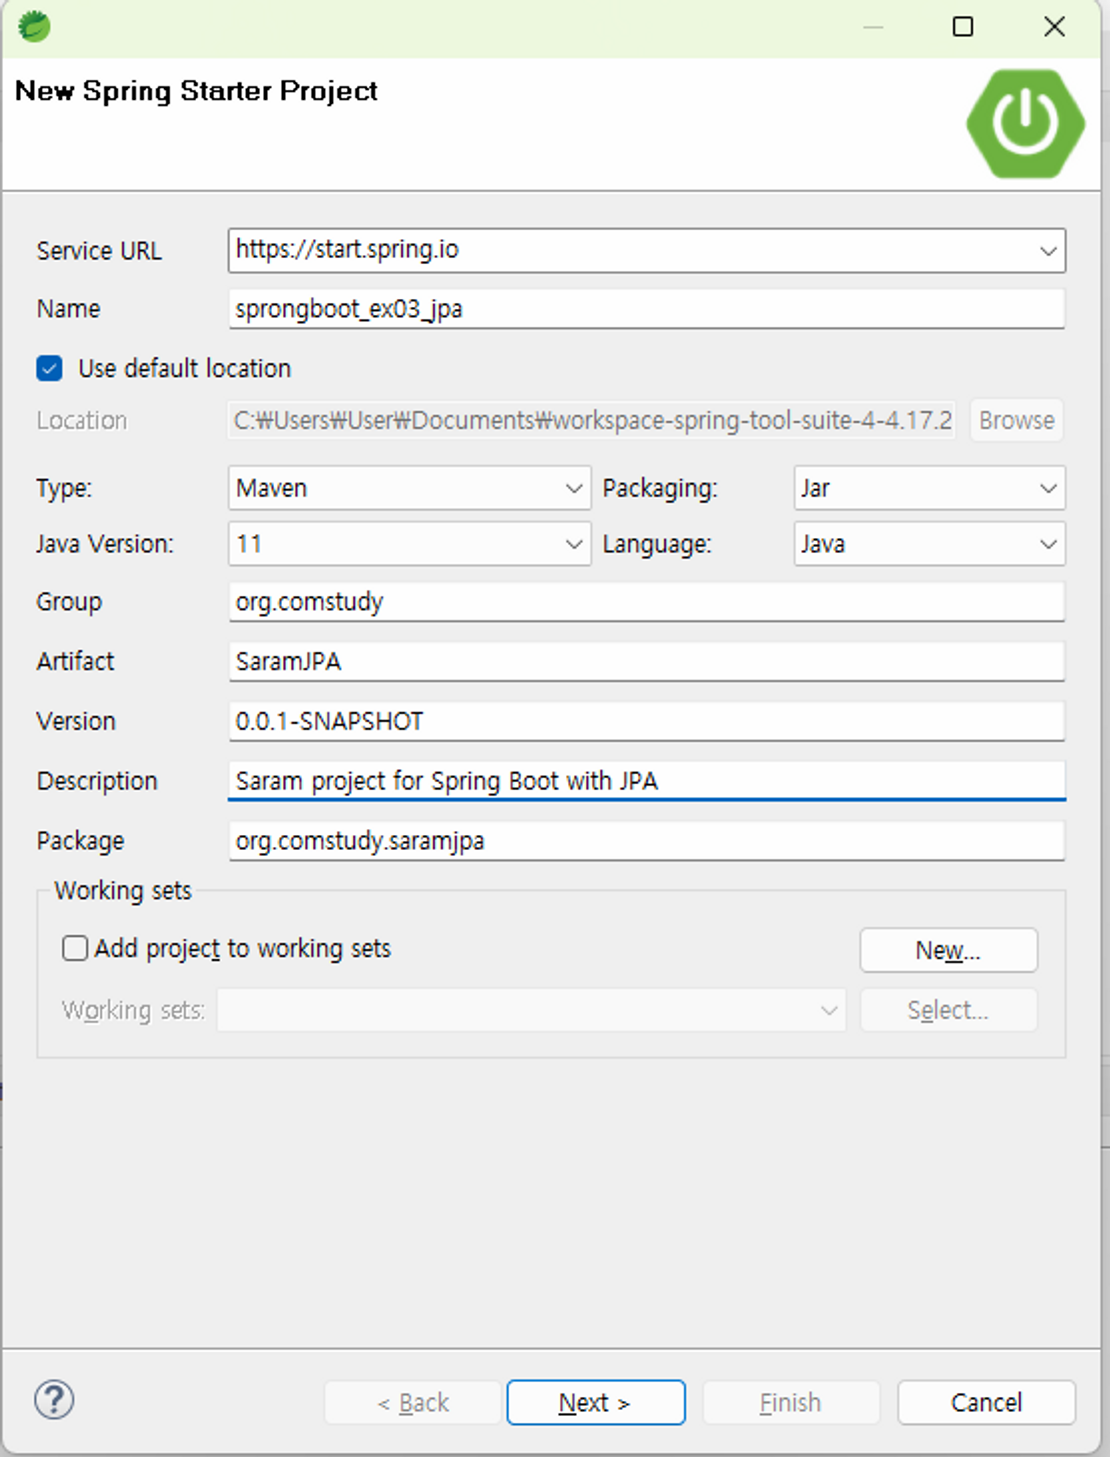 New Spring Starter Project
Service URL https://start.spring.io
Name sprongboot_ex03_jpa
Use default location
Location C:₩Users₩User₩Documents₩workspace-spring-tool-suite-4-4.17.2 Browse
Type: Maven Packaging: Jar
Java Version: 11 Language: Java
Group org.comstudy
Artifact SaramJPA
Version 0.0.1-SNAPSHOT
Description Saram project for Spring Boot with JPA
Package org.comstudy.saramjpa
Working sets
Add project to working sets New...
Working sets: Select...
? < Back Next > Finish Cancel